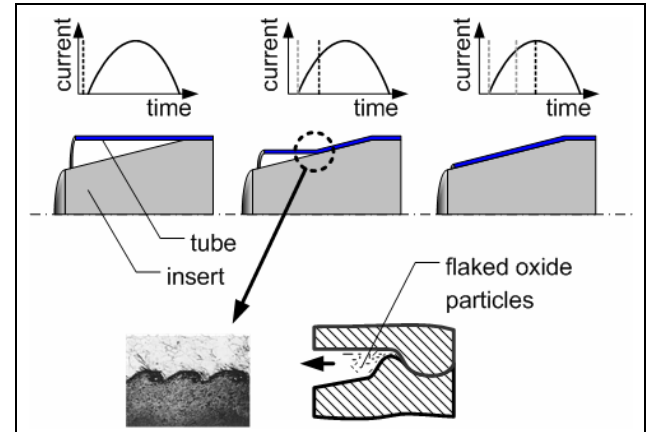 current
time
current
time
current
time
tube
insert
flaked oxide
particles